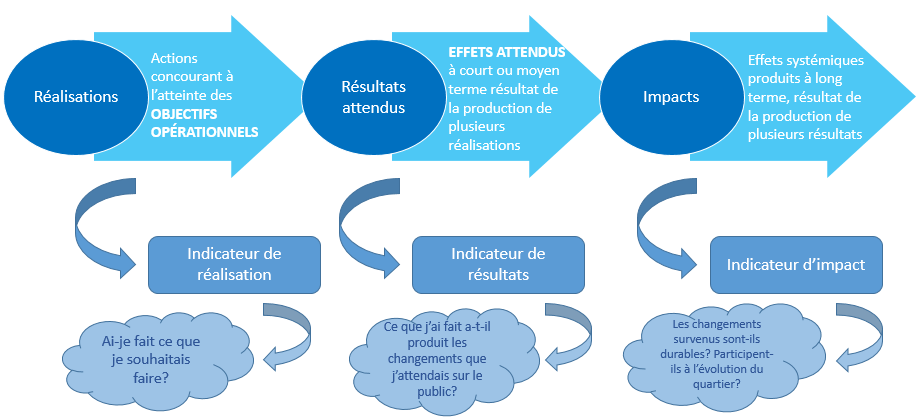 Réalisations
Actions
concourant à
l'atteinte des
OBJECTIFS
OPÉRATIONNELS
Résultats
attendus
EFFETS ATTENDUS
à court ou moyen
terme résultat de
la production de
plusieurs
réalisations
Impacts
Effets systémiques
produits à long
terme, résultat de
la production de
plusieurs résultats
Indicateur de
réalisation
Indicateur de
résultats
Indicateur d'impact
Ai-je fait ce que
je souhaitais
faire?
Ce que j'ai fait a-t-il
produit les
changements que
j'attendais sur le
public?
Les changements
survenus sont-ils
durables? Participent-
ils à l'évolution du
quartier?